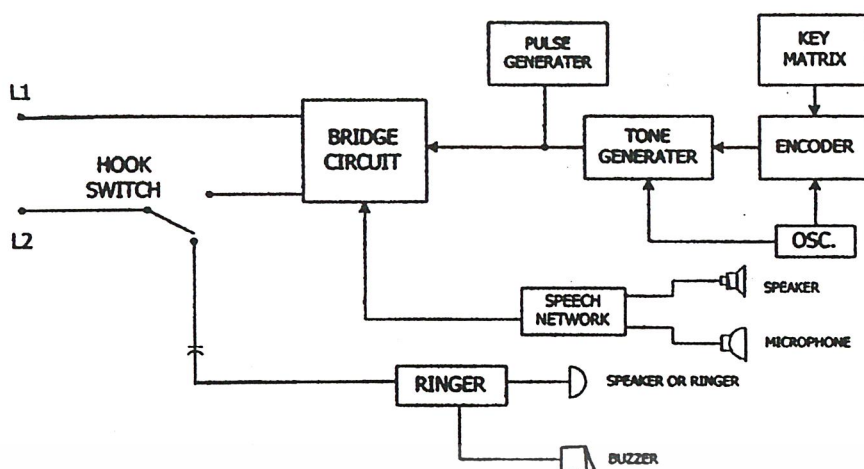 PULSE
GENERATER
KEY
MATRIX
L1
BRIDGE
CIRCUIT
TONE
GENERATER
ENCODER
HOOK
SWITCH
L2
OSC.
SPEECH
NETWORK
SPEAKER
MICROPHONE
RINGER
SPEAKER OR RINGER
BUZZER